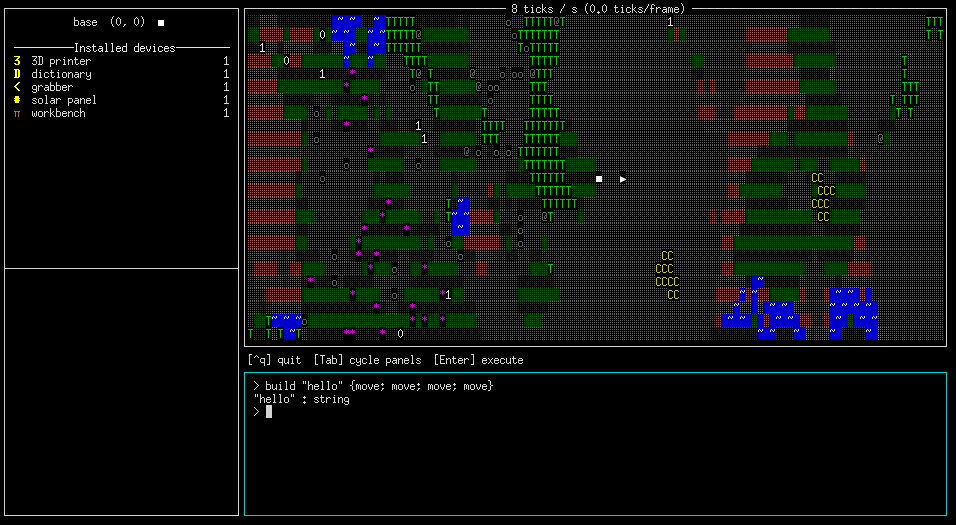 8 ticks / s (0.0 ticks/frame)
base (0, 0)
Installed devices
3 3D printer 1
D dictionary 1
< grabber 1
* solar panel 1
π workbench 1
[^q] quit [Tab] cycle panels [Enter] execute
> build "hello" {move; move; move; move}
"hello" : string
>